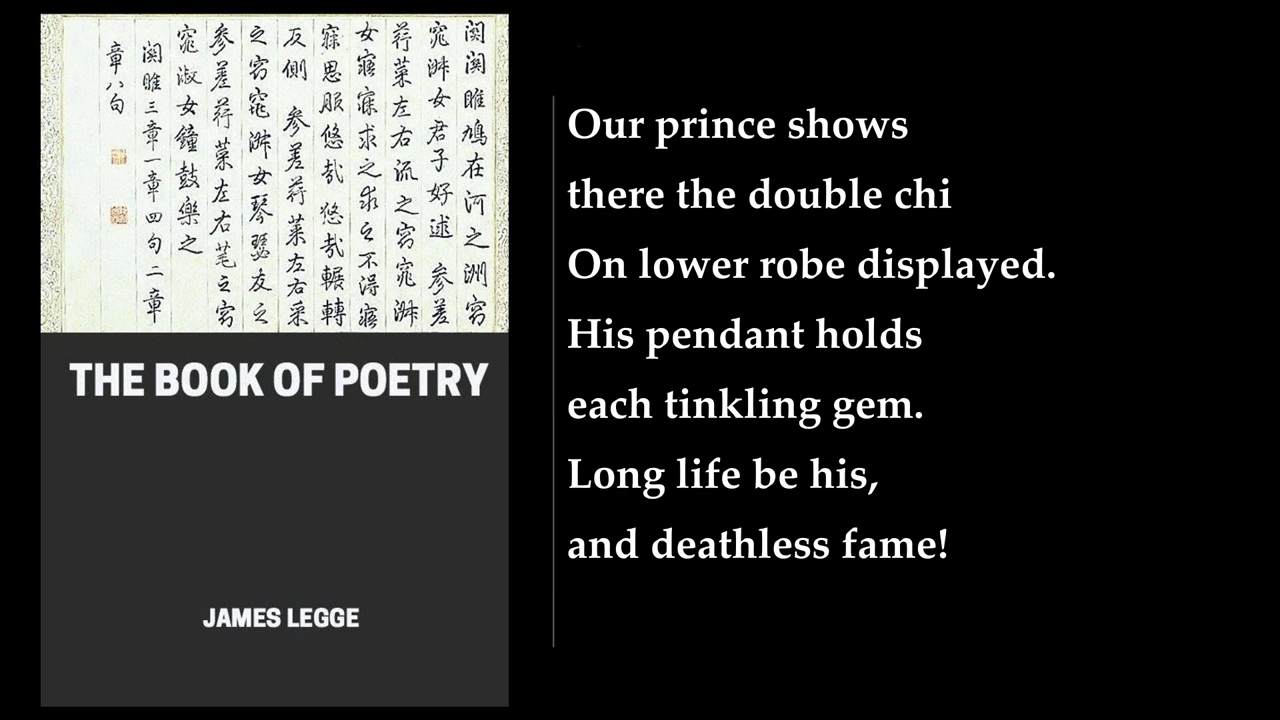 関関雎鳩在河之洲窈
窕淑女君子好逑 參差
荇菜左右流之窈窕淑
女寤寐求之求之不得寤
寐思服悠哉悠哉輾轉
反側 參差荇菜左右采
之窈窕淑女琴瑟友之
參差荇菜左右芼之窈
窕淑女鐘鼓樂之
関雎三章一章四句二章
章八句
THE BOOK OF POETRY
JAMES LEGGE
Our prince shows
there the double chi
On lower robe displayed.
His pendant holds
each tinkling gem.
Long life be his,
and deathless fame!